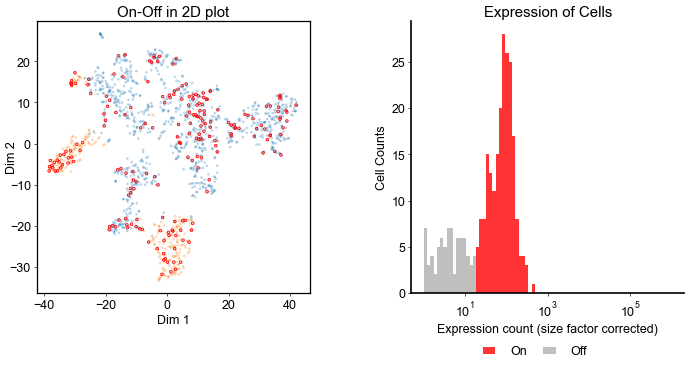 On-Off in 2D plot
20
10
0
−10
−20
−30
−40
−20
0
20
40
Dim 2
Dim 1
Expression of Cells
25
20
15
10
5
0
10^1
10^3
10^5
Cell Counts
Expression count (size factor corrected)
On
Off